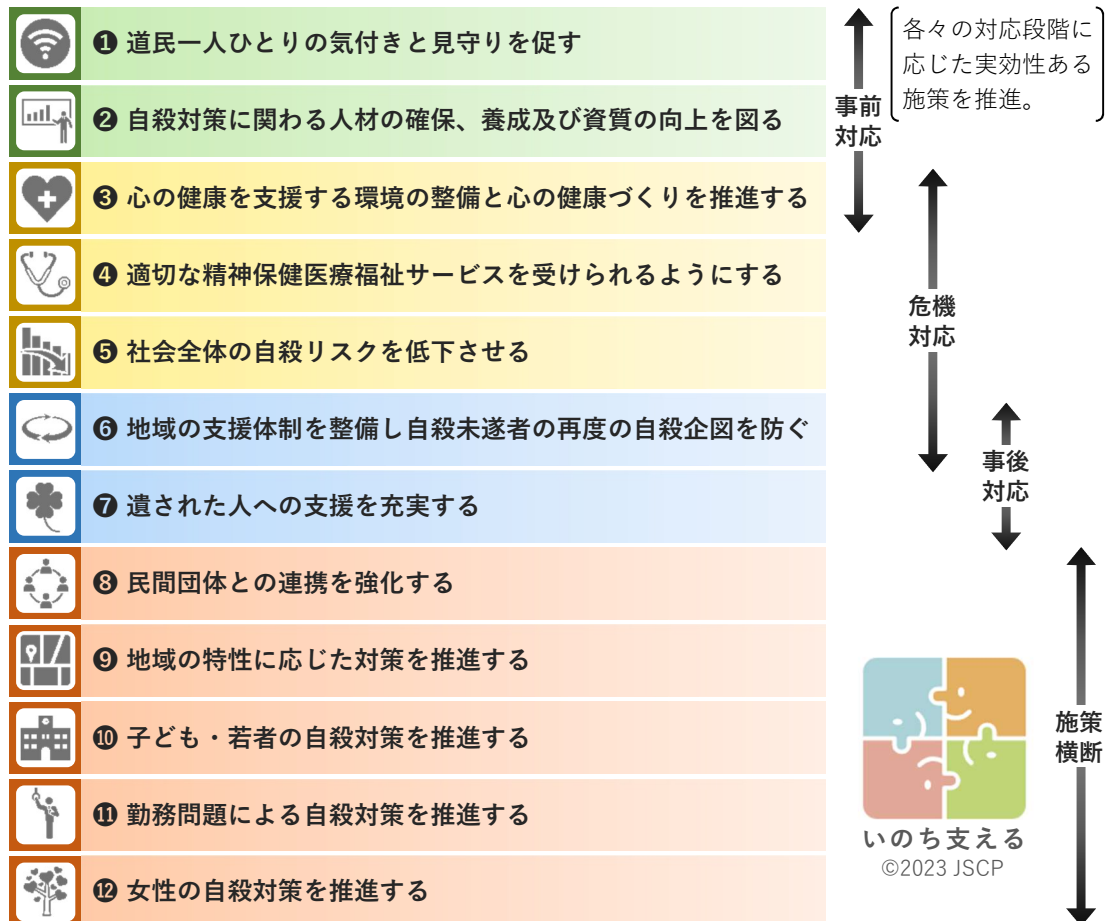 ❶ 道民一人ひとりの気付きと見守りを促す
❷ 自殺対策に関わる人材の確保、養成及び資質の向上を図る
❸ 心の健康を支援する環境の整備と心の健康づくりを推進する
❹ 適切な精神保健医療福祉サービスを受けられるようにする
❺ 社会全体の自殺リスクを低下させる
❻ 地域の支援体制を整備し自殺未遂者の再度の自殺企図を防ぐ
❼ 遺された人への支援を充実する
❽ 民間団体との連携を強化する
❾ 地域の特性に応じた対策を推進する
❿ 子ども・若者の自殺対策を推進する
⓫ 勤務問題による自殺対策を推進する
⓬ 女性の自殺対策を推進する
各々の対応段階に
応じた実効性ある
施策を推進。
事前
対応
危機
対応
事後
対応
施策
横断
いのち支える
©2023 JSCP